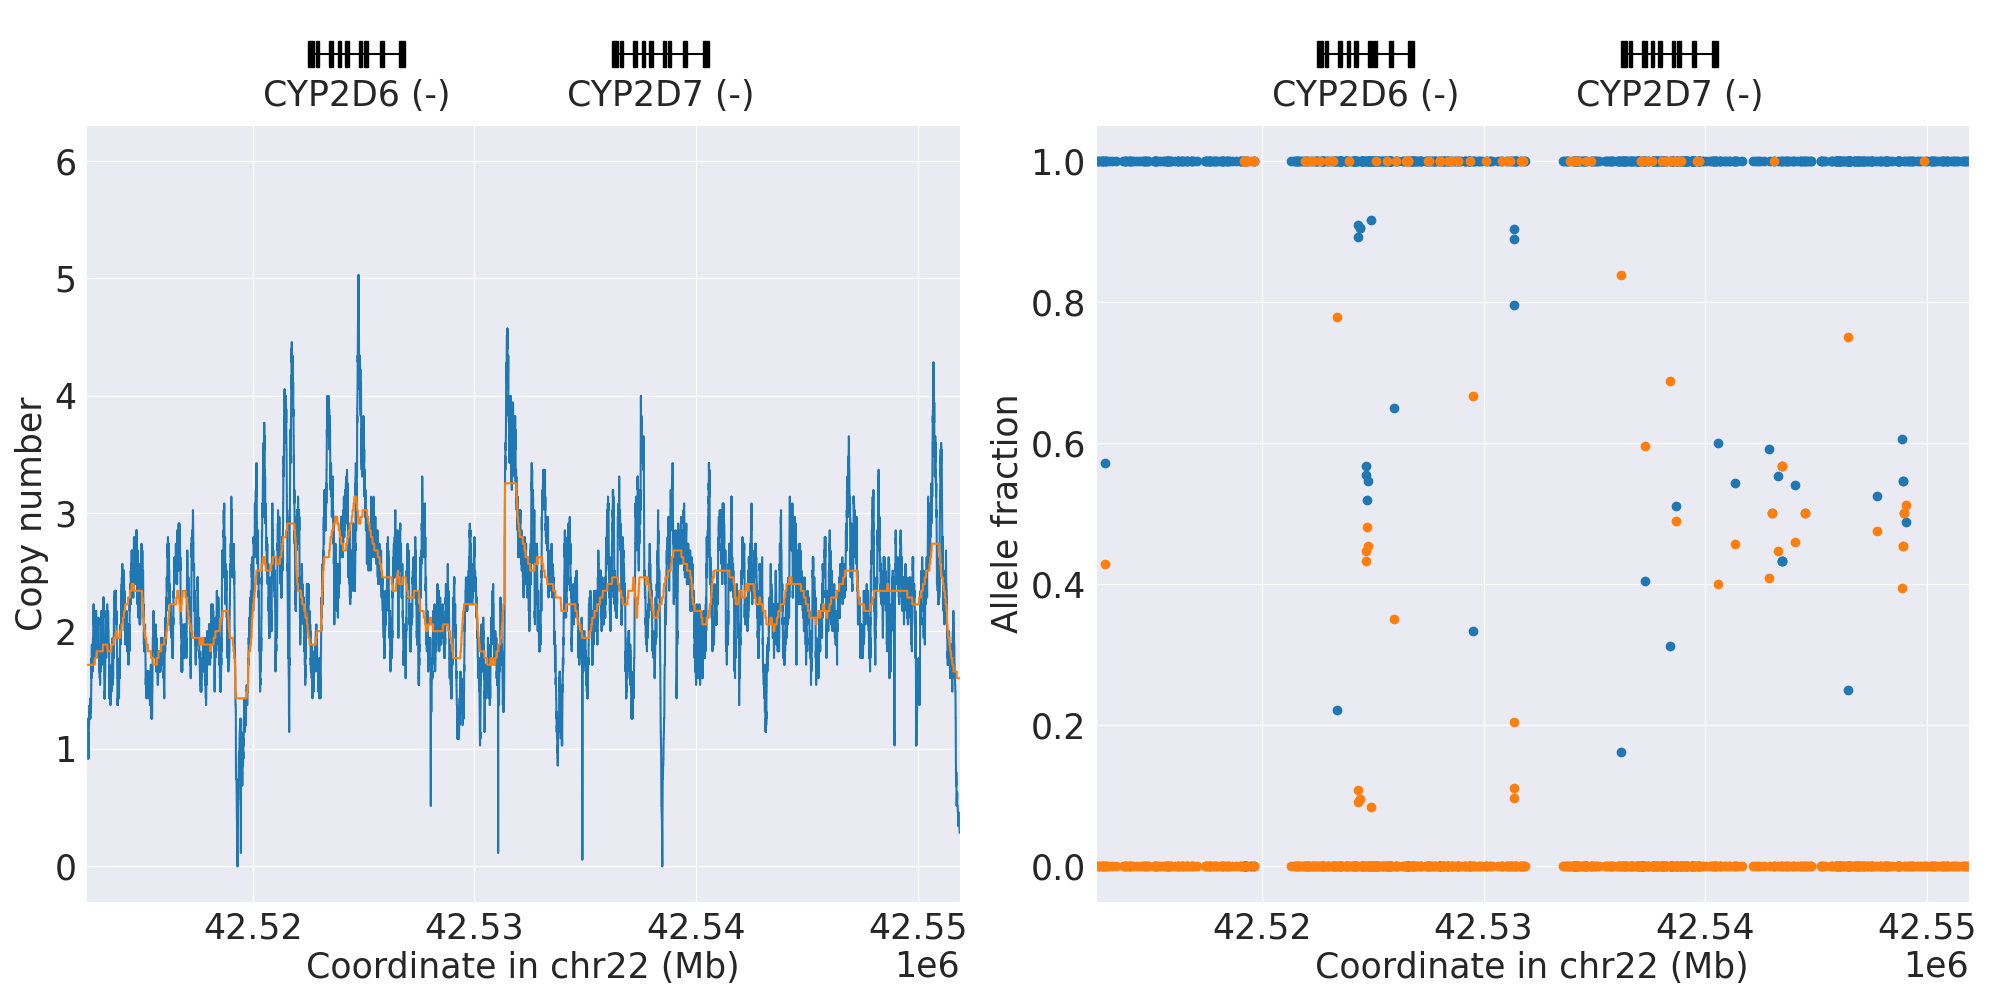 CYP2D6 (-)
CYP2D7 (-)
6
5
4
3
2
1
0
Copy number
42.52
42.53
42.54
42.55
Coordinate in chr22 (Mb)
1e6
CYP2D6 (-)
CYP2D7 (-)
1.0
0.8
0.6
0.4
0.2
0.0
Allele fraction
42.52
42.53
42.54
42.55
Coordinate in chr22 (Mb)
1e6